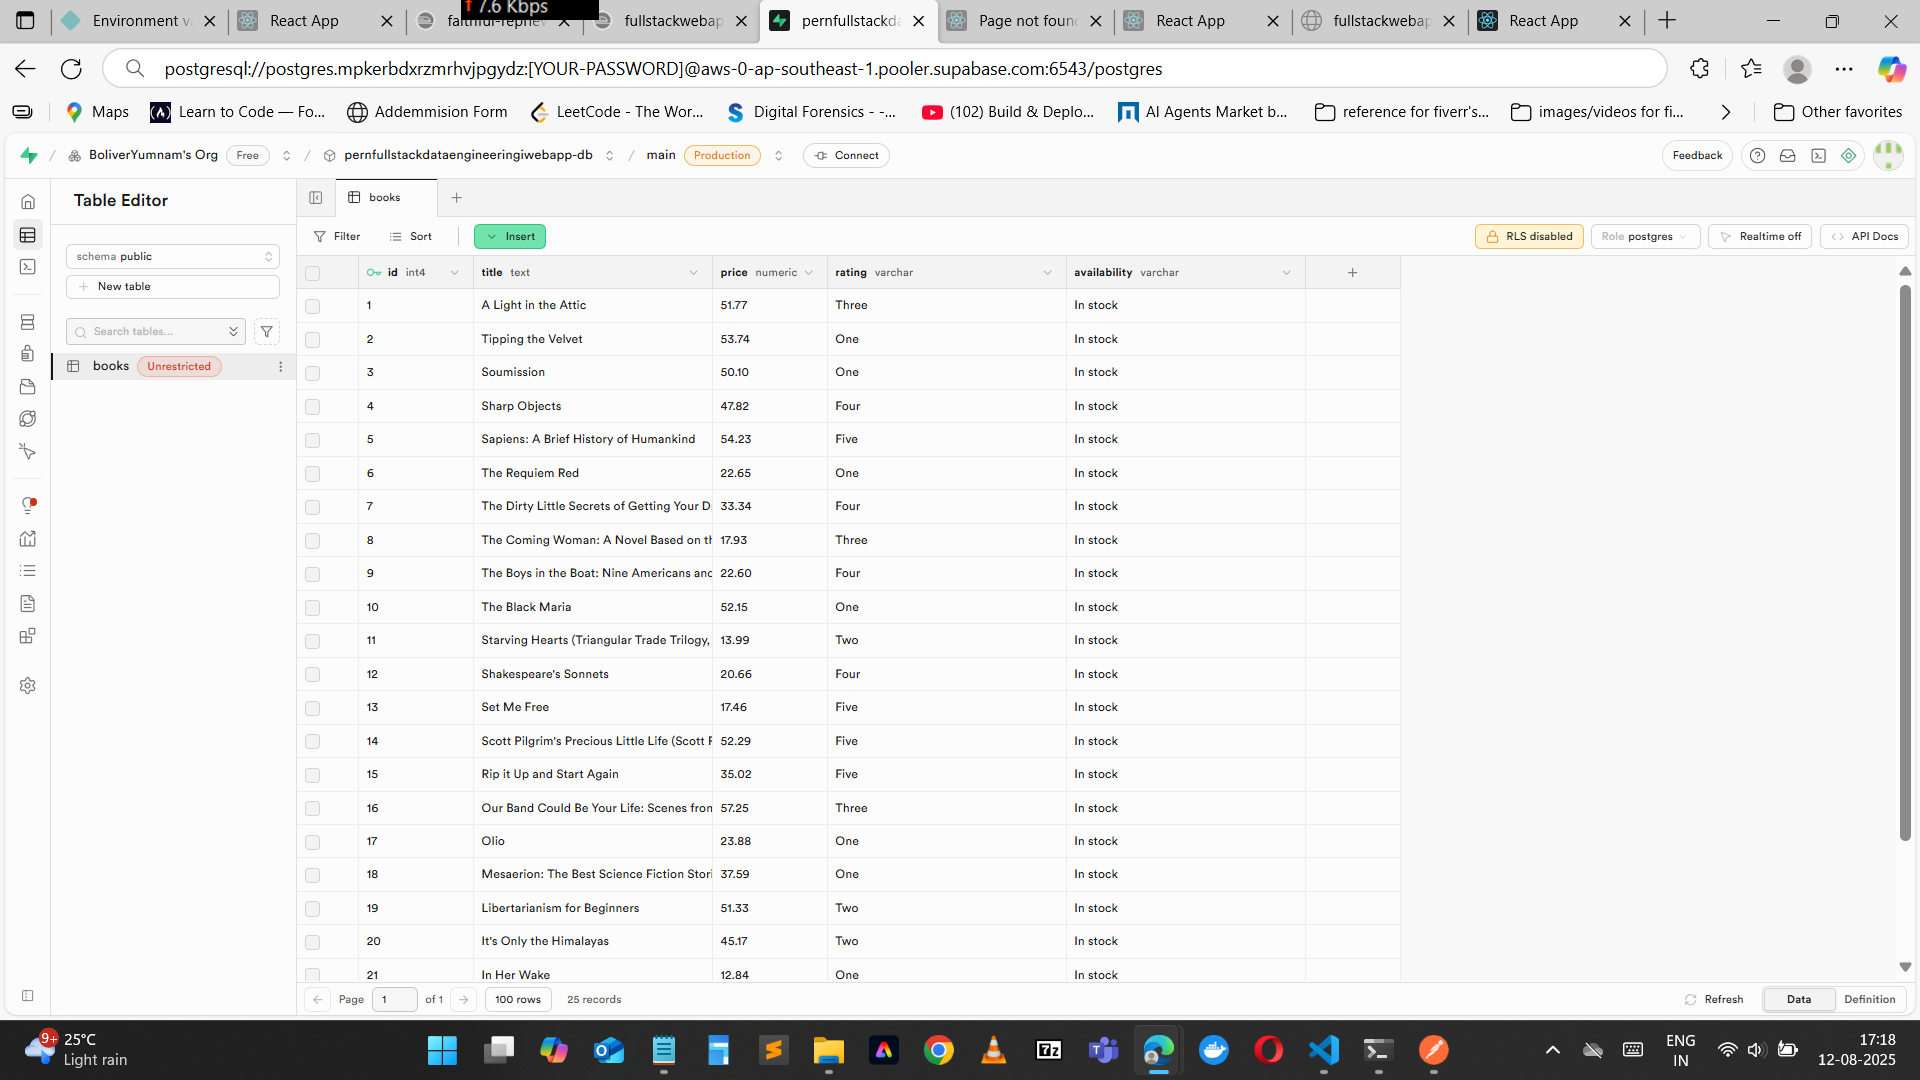 7.6 Kbps
Environment v
React App
faithful-repriev
fullstackwebap
pernfullstackda
Page not foun
React App
fullstackwebap
React App
postgresql://postgres.mpkerbdxrzmrhvjpgydz:[YOUR-PASSWORD]@aws-0-ap-southeast-1.pooler.supabase.com:6543/postgres
Maps
Learn to Code — Fo...
Addemmision Form
LeetCode - The Wor...
Digital Forensics - -...
(102) Build & Deplo...
AI Agents Market b...
reference for fiverr's...
images/videos for fi...
Other favorites
BoliverYumnam's Org Free / pernfullstackdataengineeringiwebapp-db / main Production Connect
Feedback
Table Editor
schema public
New table
Search tables...
books Unrestricted
books
Filter Sort Insert
RLS disabled Role postgres Realtime off API Docs
id int4 title text price numeric rating varchar availability varchar
1 A Light in the Attic 51.77 Three In stock
2 Tipping the Velvet 53.74 One In stock
3 Soumission 50.10 One In stock
4 Sharp Objects 47.82 Four In stock
5 Sapiens: A Brief History of Humankind 54.23 Five In stock
6 The Requiem Red 22.65 One In stock
7 The Dirty Little Secrets of Getting Your D 33.34 Four In stock
8 The Coming Woman: A Novel Based on th 17.93 Three In stock
9 The Boys in the Boat: Nine Americans and 22.60 Four In stock
10 The Black Maria 52.15 One In stock
11 Starving Hearts (Triangular Trade Trilogy, 13.99 Two In stock
12 Shakespeare's Sonnets 20.66 Four In stock
13 Set Me Free 17.46 Five In stock
14 Scott Pilgrim's Precious Little Life (Scott P 52.29 Five In stock
15 Rip it Up and Start Again 35.02 Five In stock
16 Our Band Could Be Your Life: Scenes from 57.25 Three In stock
17 Olio 23.88 One In stock
18 Mesaerion: The Best Science Fiction Stori 37.59 One In stock
19 Libertarianism for Beginners 51.33 Two In stock
20 It's Only the Himalayas 45.17 Two In stock
21 In Her Wake 12.84 One In stock
Page 1 of 1 100 rows 25 records
Refresh Data Definition
9+
25°C
Light rain
7z
ENG
IN
17:18
12-08-2025